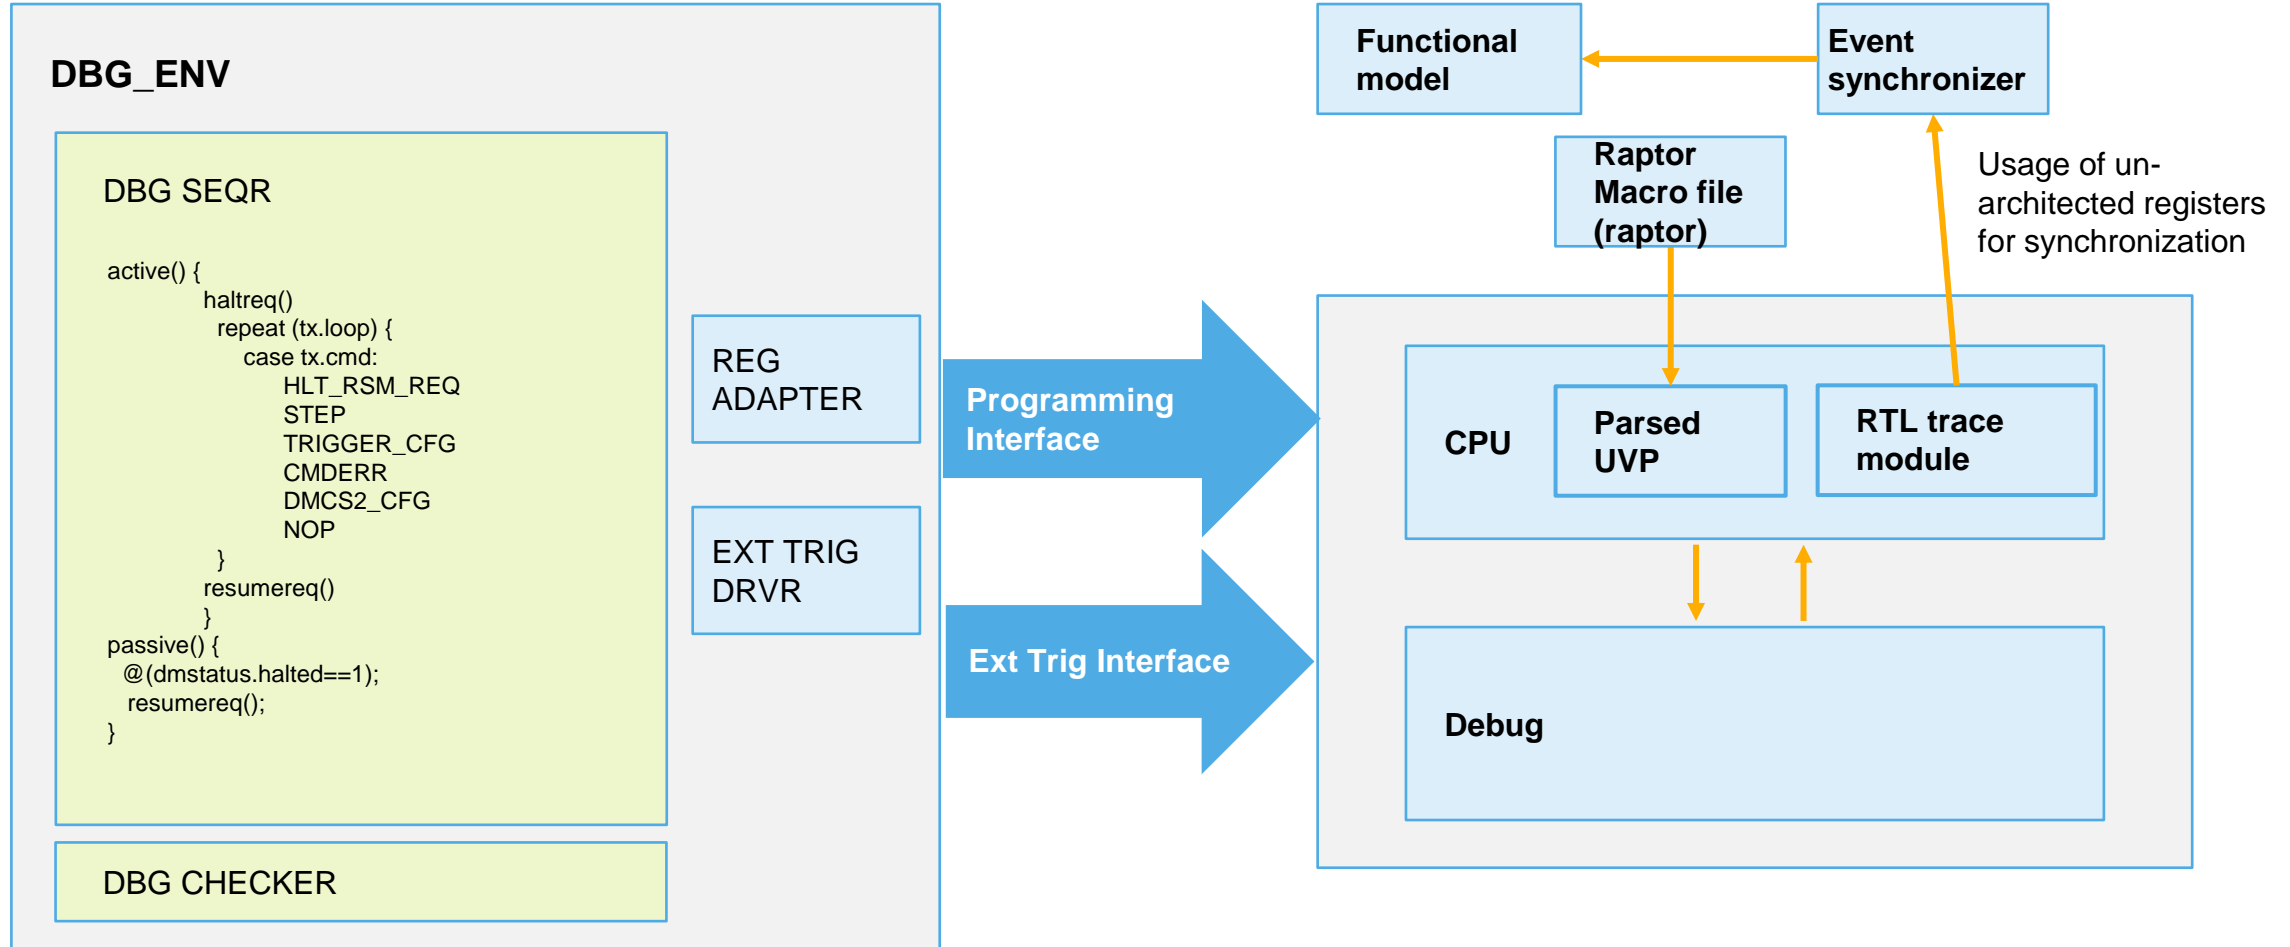 DBG_ENV
DBG SEQR
active() {
haltreq()
repeat (tx.loop) {
case tx.cmd:
HLT_RSM_REQ
STEP
TRIGGER_CFG
CMDERR
DMCS2_CFG
NOP
}
resumereq()
}
passive() {
@(dmstatus.halted==1);
resumereq();
}
DBG CHECKER
REG
ADAPTER
EXT TRIG
DRVR
Programming
Interface
Ext Trig Interface
Functional
model
Event
synchronizer
Raptor
Macro file
(raptor)
Usage of un-
architected registers
for synchronization
CPU
Parsed
UVP
RTL trace
module
Debug